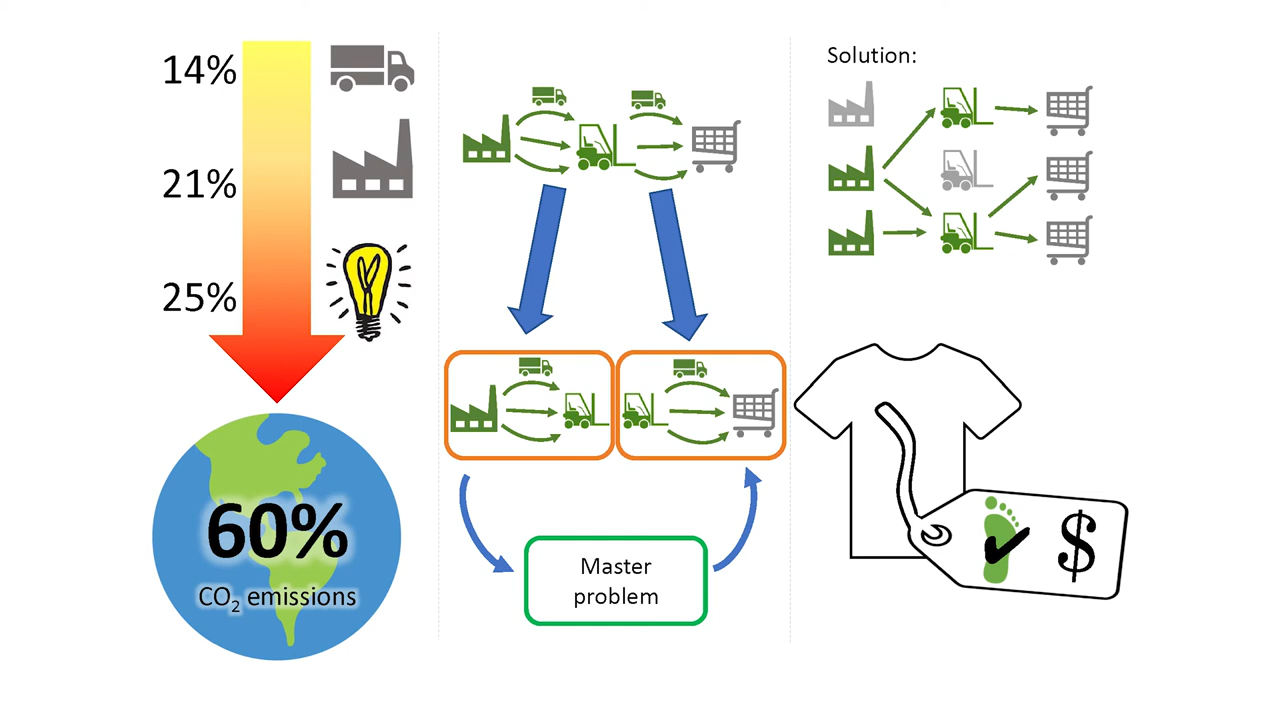 14%
21%
25%
60%
CO₂ emissions
Master
problem
Solution:
$